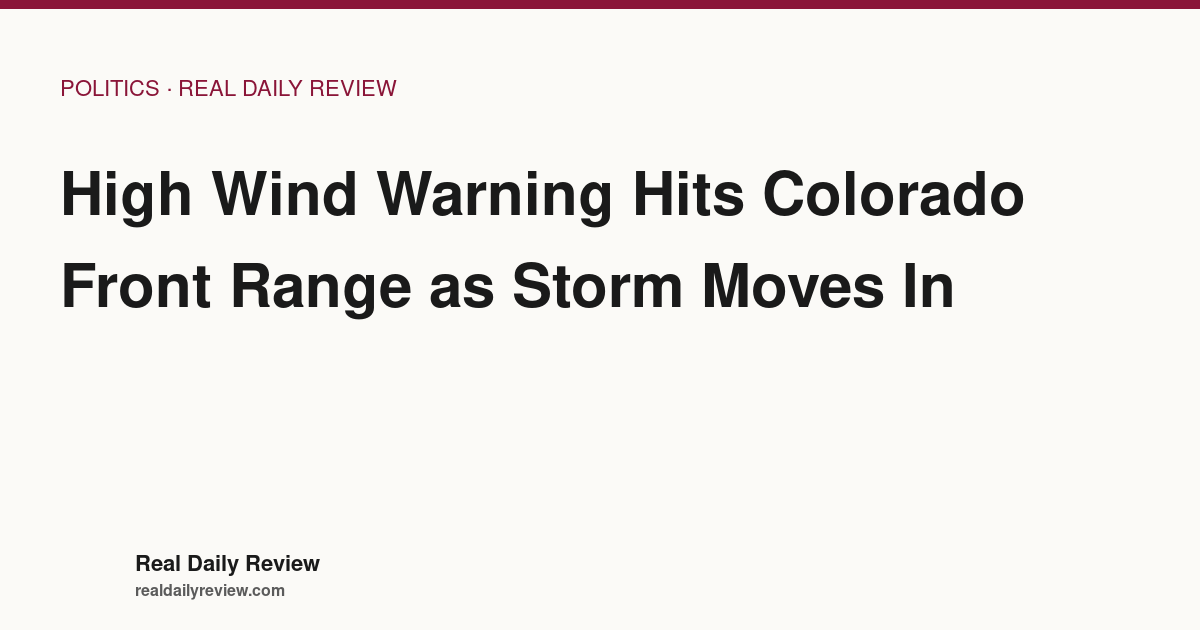 POLITICS · REAL DAILY REVIEW
High Wind Warning Hits Colorado
Front Range as Storm Moves In
Real Daily Review
realdailyreview.com